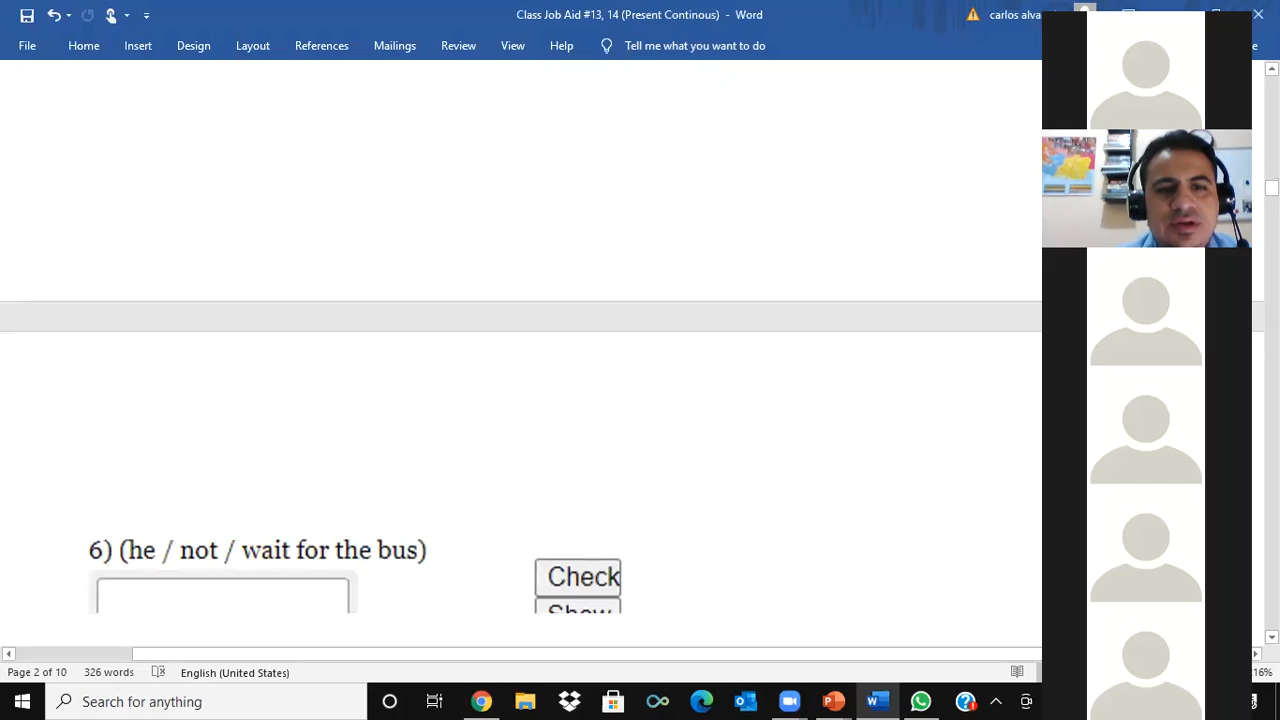 Class Job Aid #13, 14 (Present Continous) - Word
carlos alva
File Home Insert Design Layout References Mailings Review View Help Tell me what you want to do
6) (he / not / wait for the bus)
Check
Show
Page 2 of 10 326 words English (United States)
16%
Search for anything